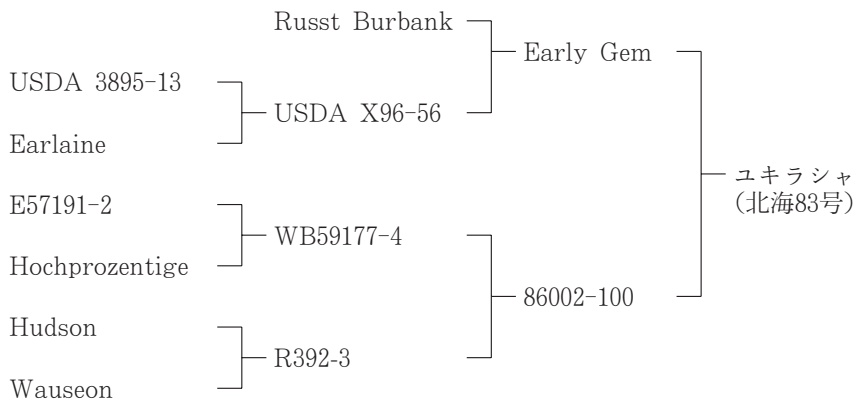 Russt Burbank
Early Gem
USDA 3895-13
USDA X96-56
Earlaine
ユキラシャ
(北海83号)
E57191-2
WB59177-4
Hochprozentige
86002-100
Hudson
R392-3
Wauseon